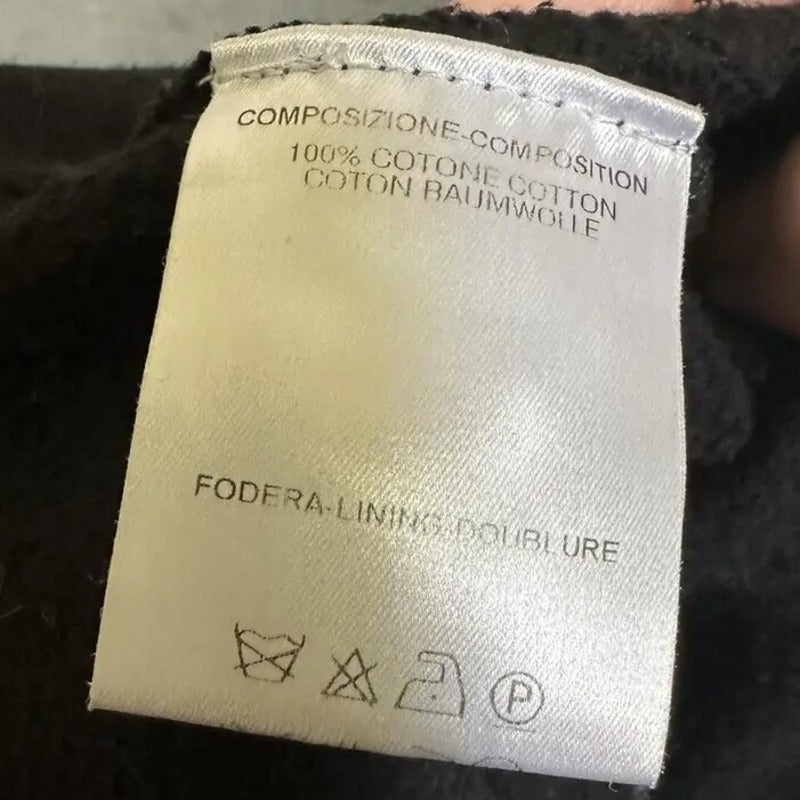 COMPOSIZIONE-COMPOSITION
100% COTONE COTTON
COTON BAUMWOLLE
FODERA-LINING-DOUBLURE
P